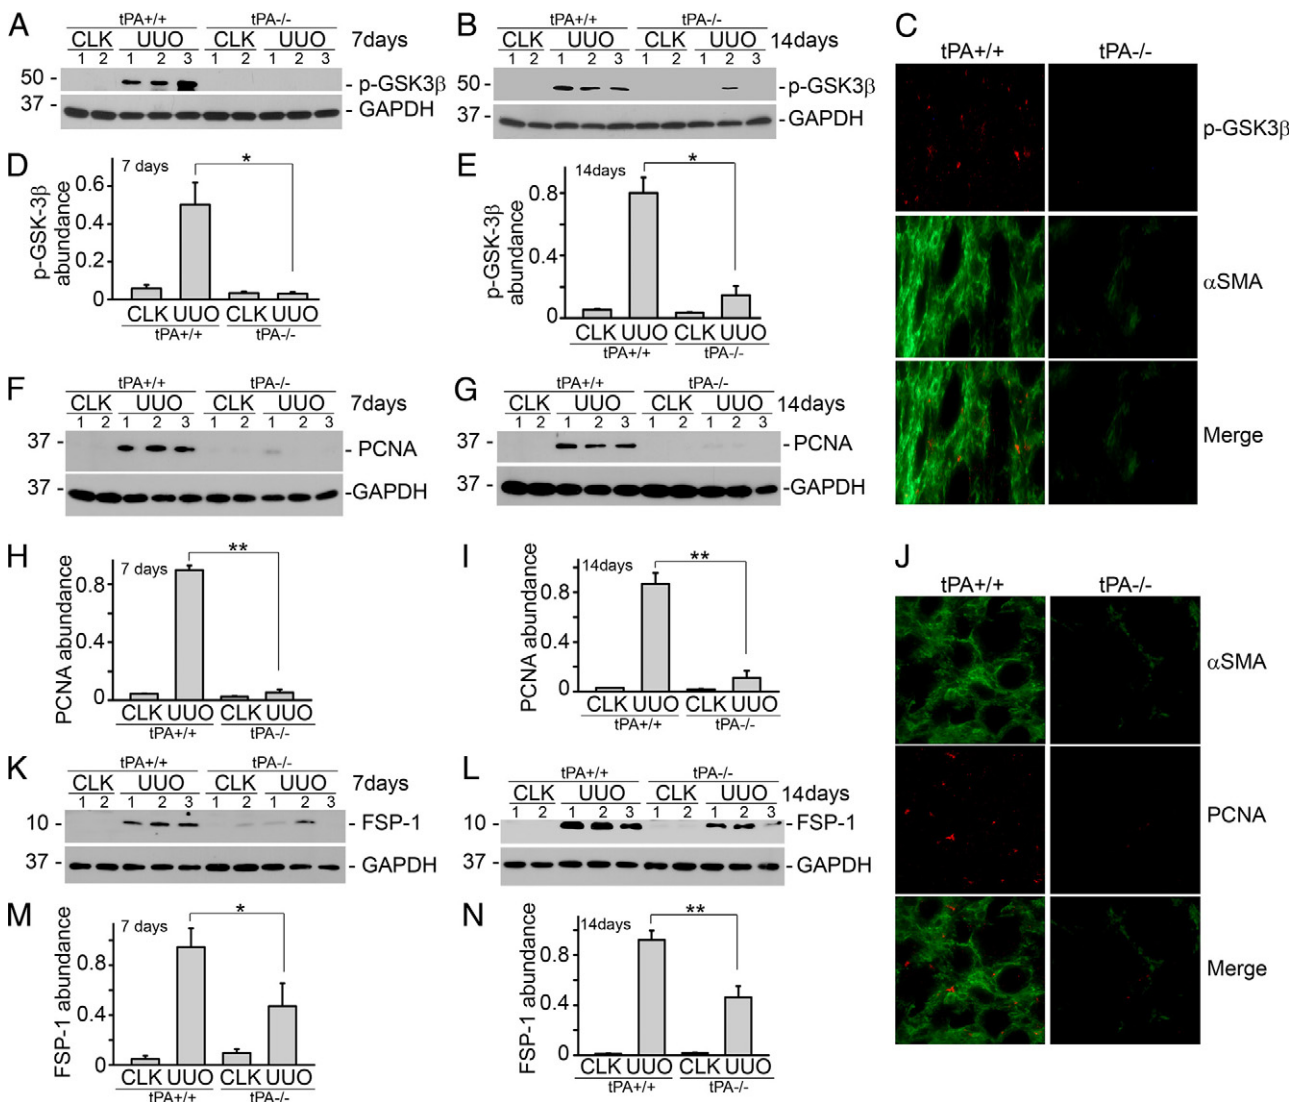 A
tPA+/+ tPA-/-
CLK UUO CLK UUO 7days
1 2 1 2 3 1 2 1 2 3
50 - - p-GSK3β
37 - - GAPDH
B
tPA+/+ tPA-/-
CLK UUO CLK UUO 14days
1 2 1 2 3 1 2 1 2 3
50 - - p-GSK3β
37 - - GAPDH
C
tPA+/+ tPA-/-
p-GSK3β
αSMA
Merge
D
7 days *
p-GSK-3β
abundance
0.6
0.4
0.2
0
CLK UUO CLK UUO
tPA+/+ tPA-/-
E
14days *
p-GSK-3β
abundance
0.8
0.4
0
CLK UUO CLK UUO
tPA+/+ tPA-/-
F
tPA+/+ tPA-/-
CLK UUO CLK UUO 7days
1 2 1 2 3 1 2 1 2 3
37 - - PCNA
37 - -GAPDH
G
tPA+/+ tPA-/-
CLK UUO CLK UUO 14days
1 2 1 2 3 1 2 1 2 3
37 - - PCNA
37 - -GAPDH
H
7 days **
PCNA abundance
0.8
0.4
0
CLK UUO CLK UUO
tPA+/+ tPA-/-
I
14days **
PCNA abundance
0.8
0.4
0
CLK UUO CLK UUO
tPA+/+ tPA-/-
J
tPA+/+ tPA-/-
αSMA
PCNA
Merge
K
tPA+/+ tPA-/-
CLK UUO CLK UUO 7days
1 2 1 2 3 1 2 1 2 3
10 - - FSP-1
37 - - GAPDH
L
tPA+/+ tPA-/-
CLK UUO CLK UUO 14days
1 2 1 2 3 1 2 1 2 3
10 - -FSP-1
37 - - GAPDH
M
7 days *
FSP-1 abundance
0.8
0.4
0
CLK UUO CLK UUO
tPA+/+ tPA-/-
N
14days **
FSP-1 abundance
0.8
0.4
0
CLK UUO CLK UUO
tPA+/+ tPA-/-